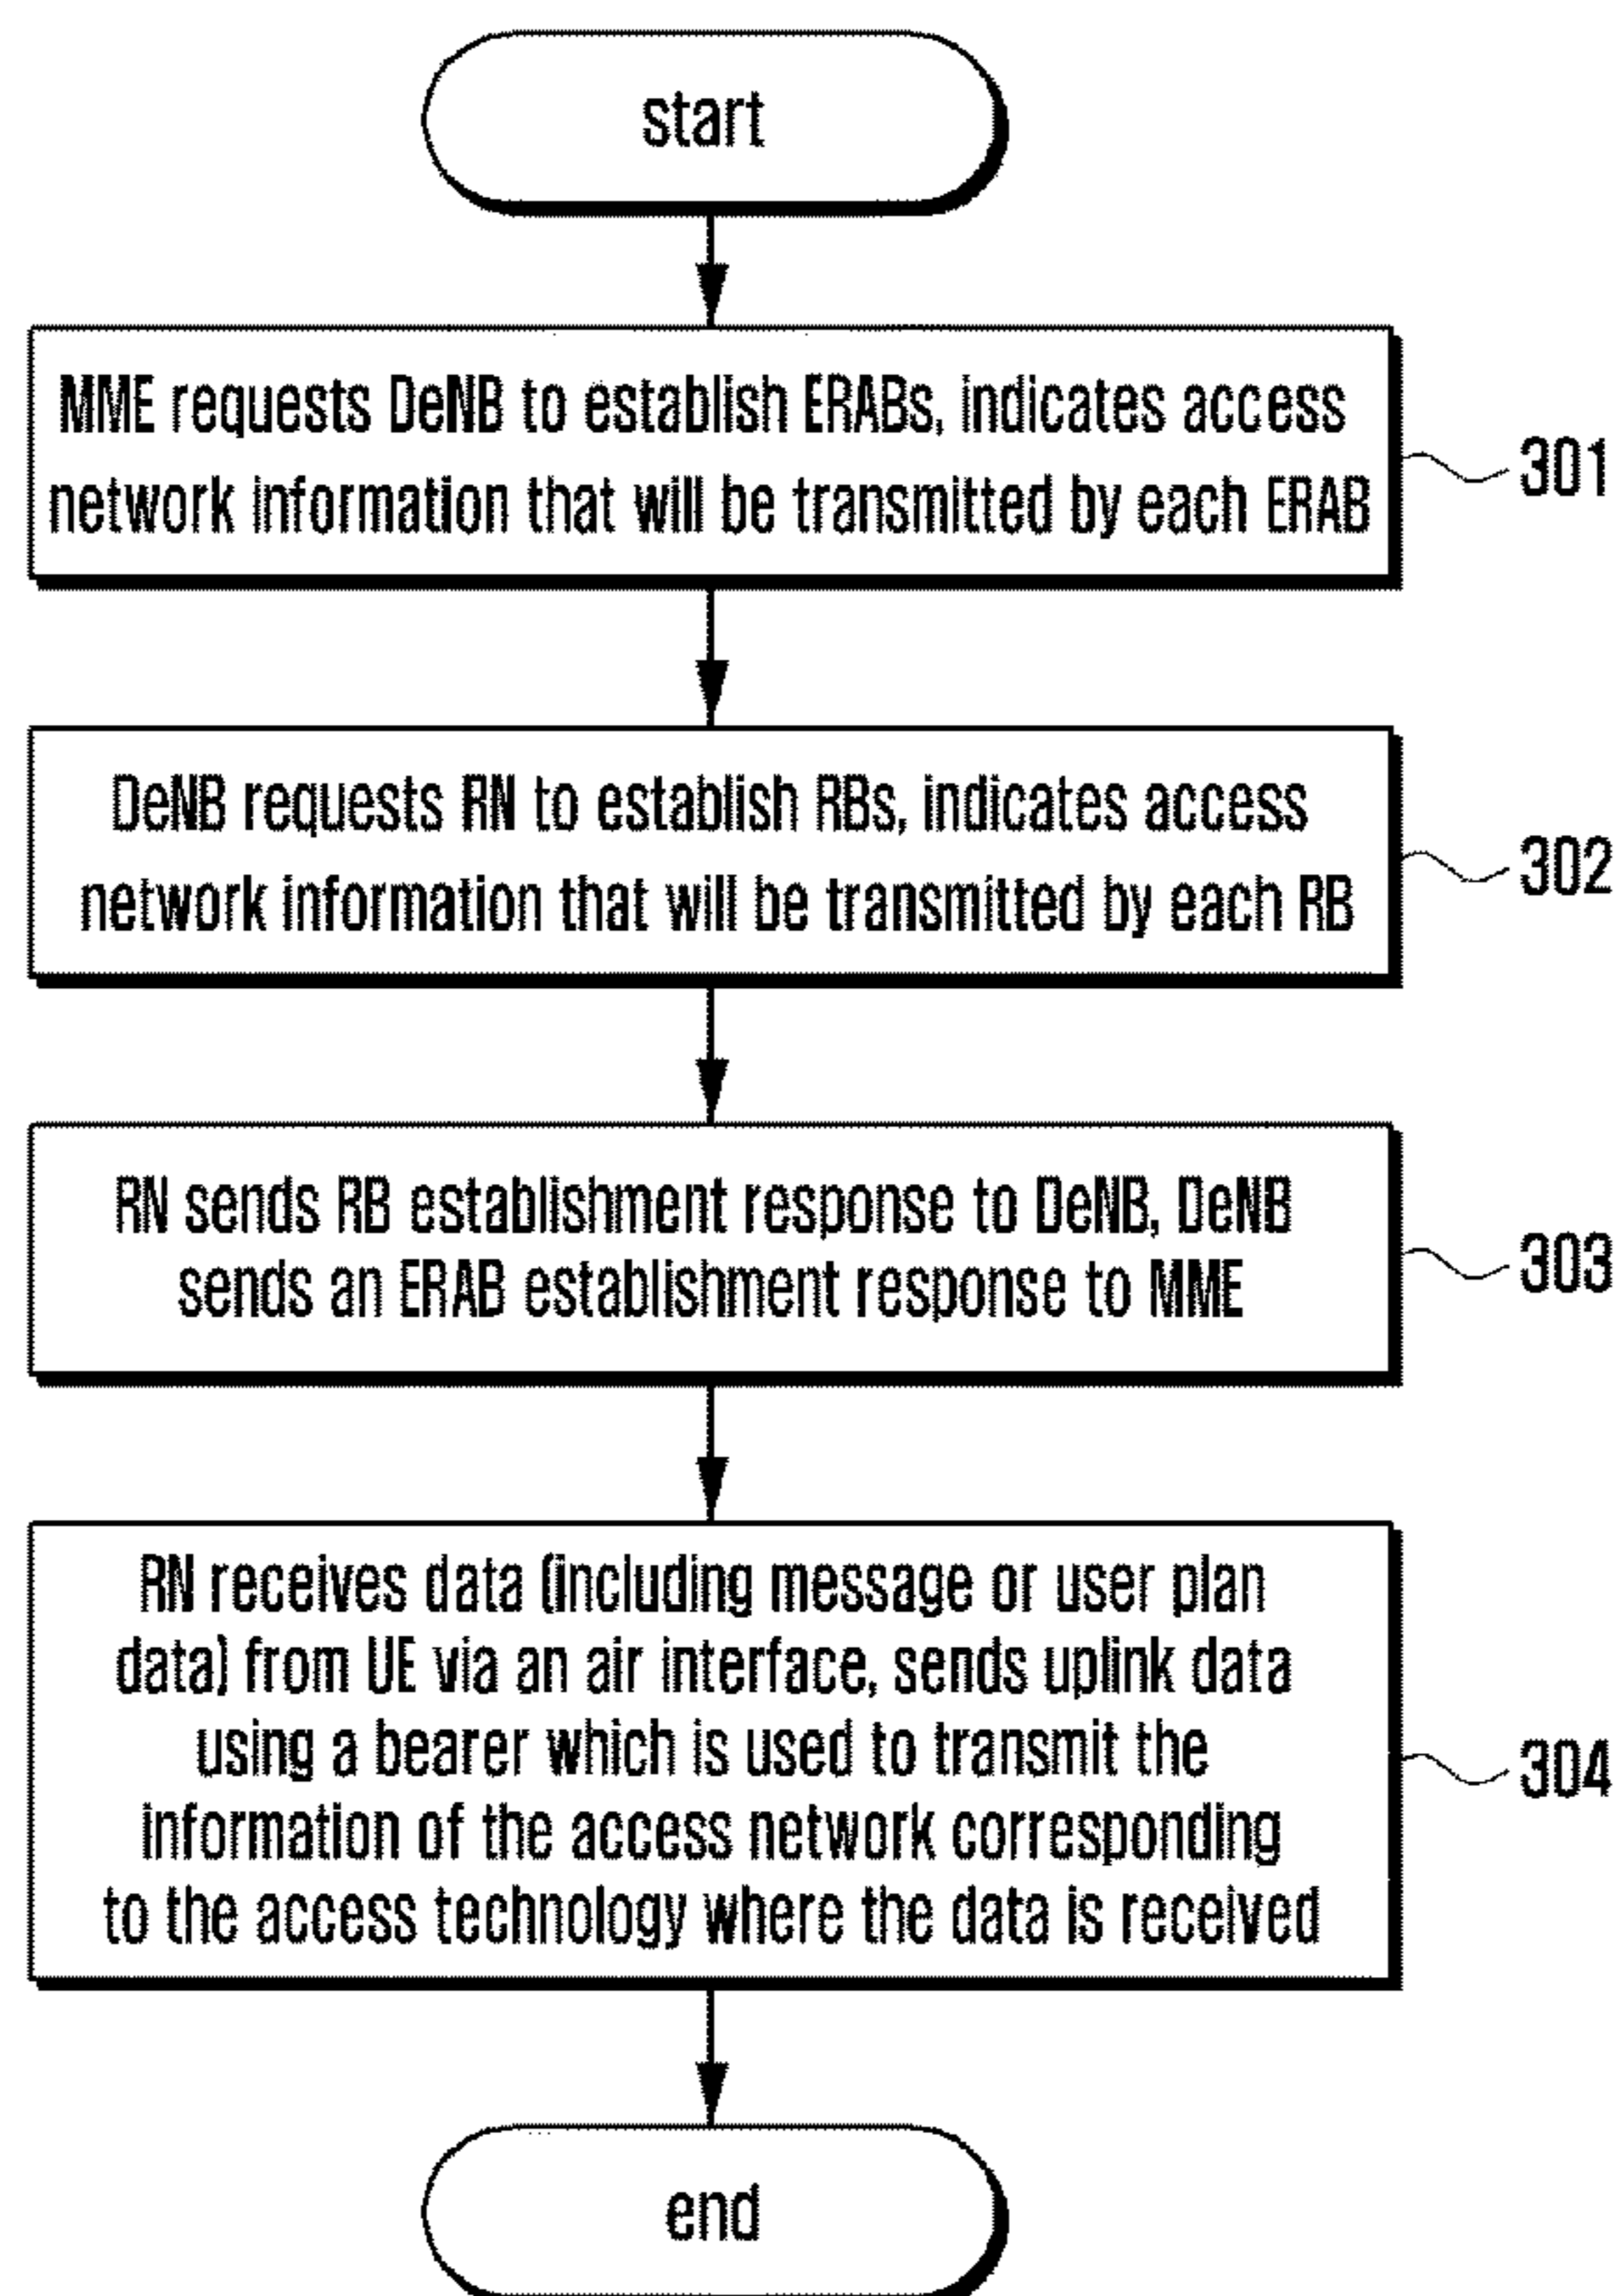 start
MME requests DeNB to establish ERABs, indicates access
network information that will be transmitted by each ERAB
301
DeNB requests RN to establish RBs, indicates access
network information that will be transmitted by each RB
302
RN sends RB establishment response to DeNB, DeNB
sends an ERAB establishment response to MME
303
RN receives data (including message or user plan
data) from UE via an air interface, sends uplink data
using a bearer which is used to transmit the
information of the access network corresponding
to the access technology where the data is received
304
end